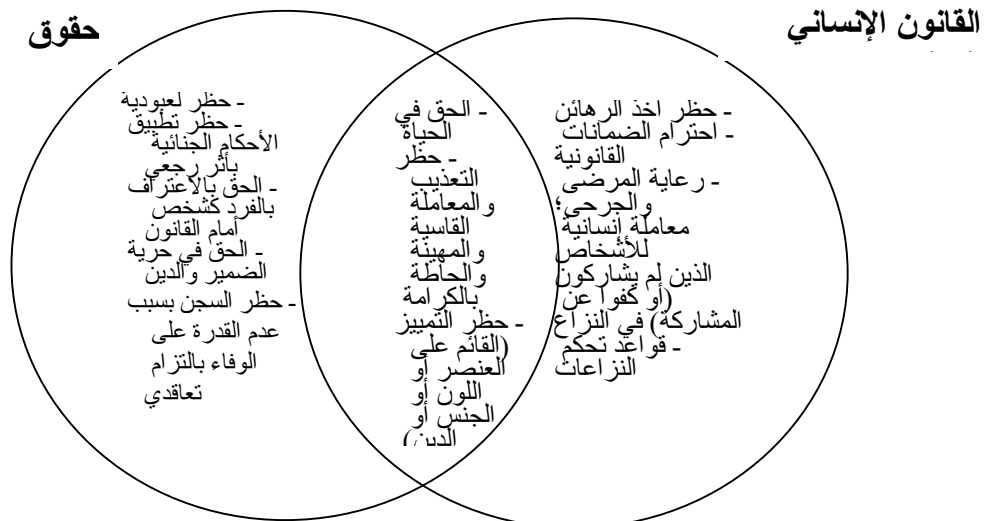 القانون الإنساني
حقوق
- حظر اخذ الرهائن
- احترام الضمانات
القانونية
- رعاية المرضى
والجرحى؛
معاملة إنسانية
للأشخاص
الذين لم يشاركون
(أو كفوا عن
المشاركة) في النزاع
- قواعد تحكم
النزاعات
- الحق في
الحياة
- حظر
التعذيب
والمعاملة
القاسية
والمهينة
والحاطة
بالكرامة
- حظر التمييز
(القائم على
العنصر أو
اللون أو
الجنس أو
الدين)
- حظر لعبودية
- حظر تطبيق
الأحكام الجنائية
بأثر رجعي
- الحق بالاعتراف
بالفرد كشخص
أمام القانون
- الحق في حرية
الضمير والدين
- حظر السجن بسبب
عدم القدرة على
الوفاء بالتزام
تعاقدي